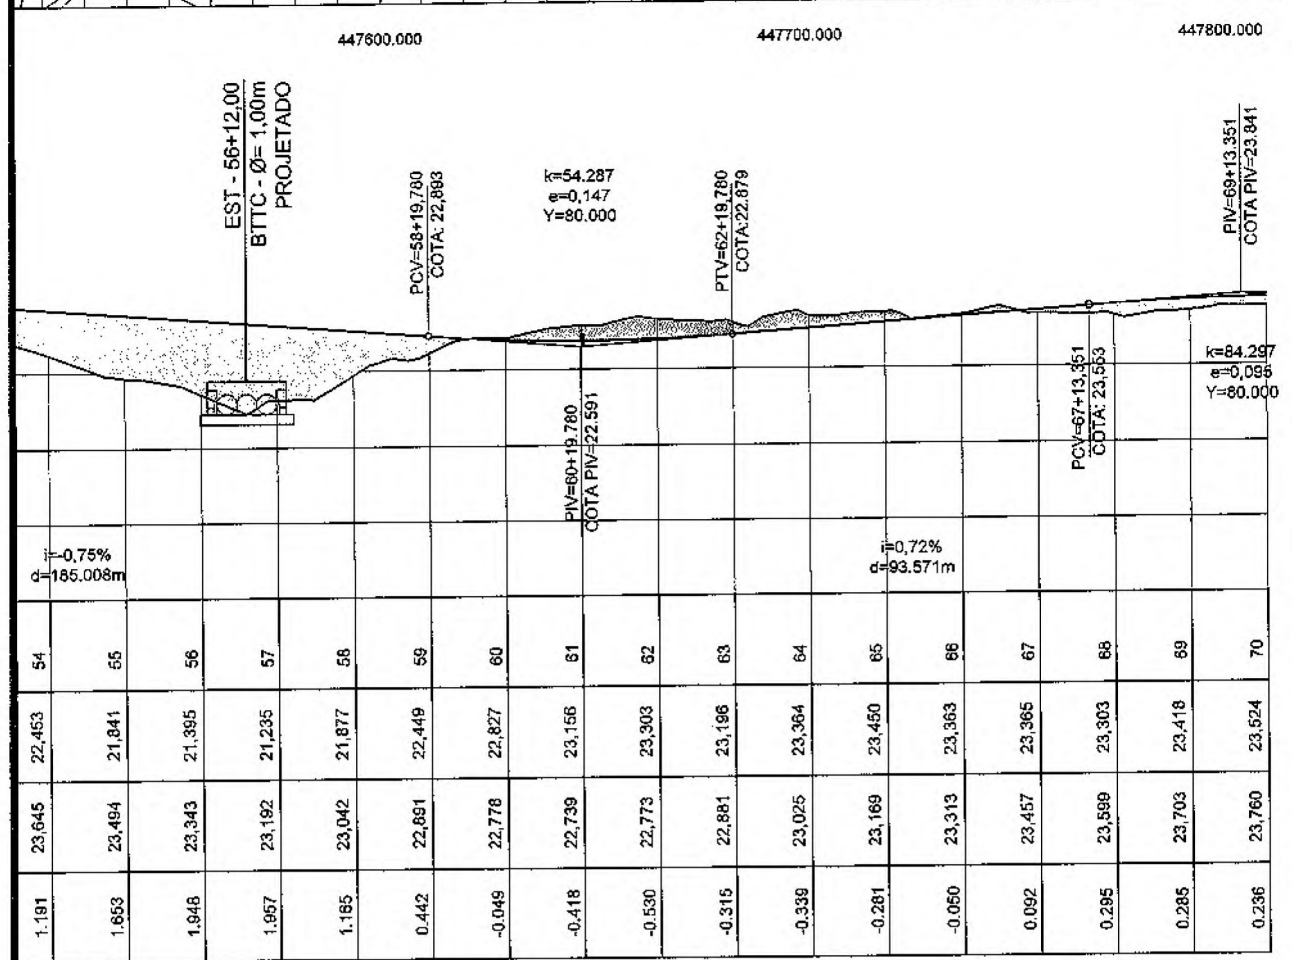 447600.000
447700.000
447800.000
EST - 56+12,00
BTTC - Ø= 1,00m
PROJETADO
PCV=58+19,780
COTA: 22,893
k=54.287
e=0,147
Y=80.000
PTV=62+19,780
COTA:22.879
PIV=69+13.351
COTA PIV=23.841
PIV=60+19.780
COTA PIV=22.591
PCV=67+13,351
COTA: 23,553
k=84.297
e=0,095
Y=80.000
i=-0,75%
d=185.008m
i=0,72%
d=93.571m
54 55 56 57 58 59 60 61 62 63 64 65 66 67 68 69 70
22,453 21,841 21,395 21,235 21,877 22,449 22,827 23,156 23,303 23,196 23,364 23,450 23,363 23,365 23,303 23,418 23,524
23,645 23,494 23,343 23,192 23,042 22,891 22,778 22,739 22,773 22,881 23,025 23,169 23,313 23,457 23,599 23,703 23,760
1.191 1.653 1.948 1.957 1.165 0.442 -0.049 -0.418 -0.530 -0.315 -0.339 -0.281 -0.050 0.092 0.295 0.285 0.236